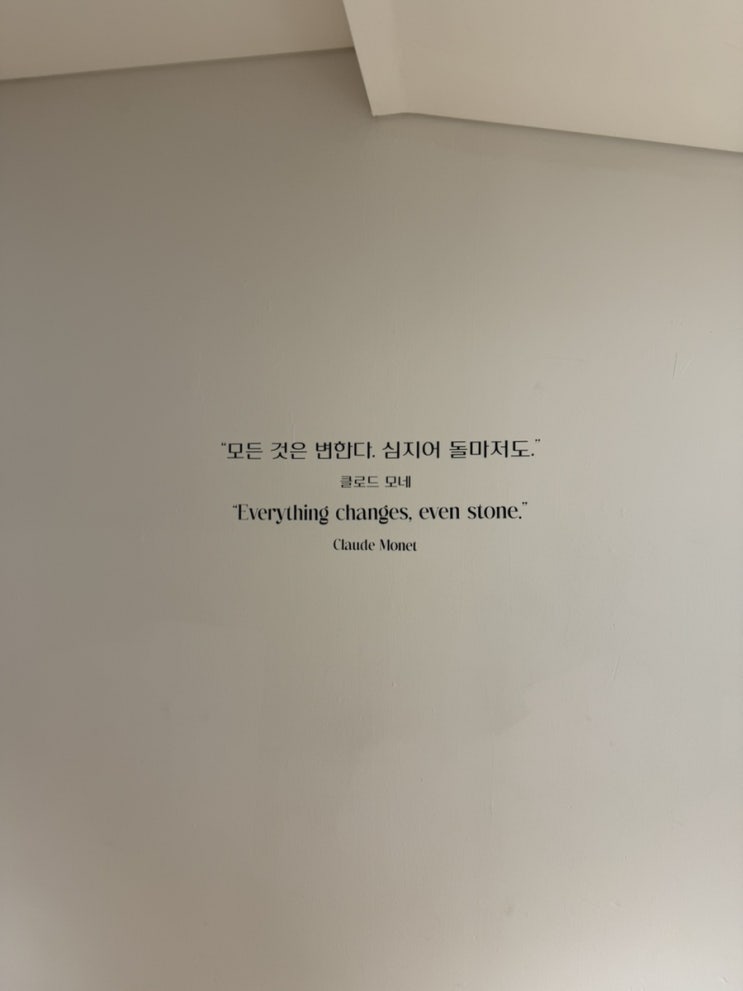 “모든 것은 변한다. 심지어 돌마저도.”
클로드 모네
“Everything changes, even stone.”
Claude Monet